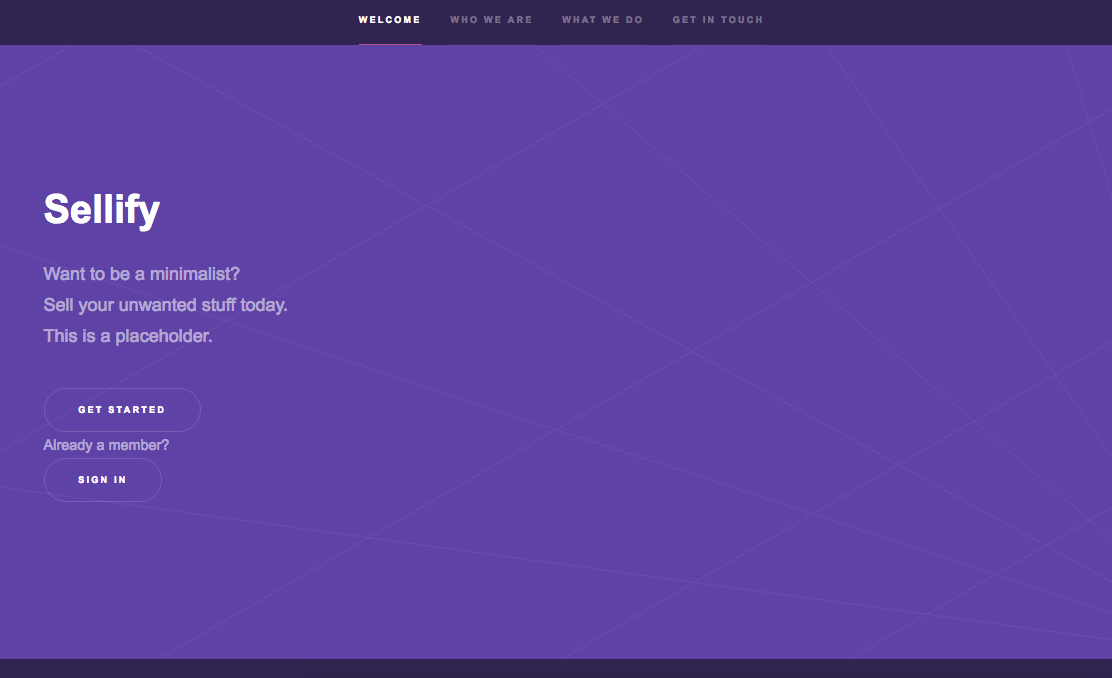 WELCOME WHO WE ARE WHAT WE DO GET IN TOUCH
Sellify
Want to be a minimalist?
Sell your unwanted stuff today.
This is a placeholder.
GET STARTED
Already a member?
SIGN IN